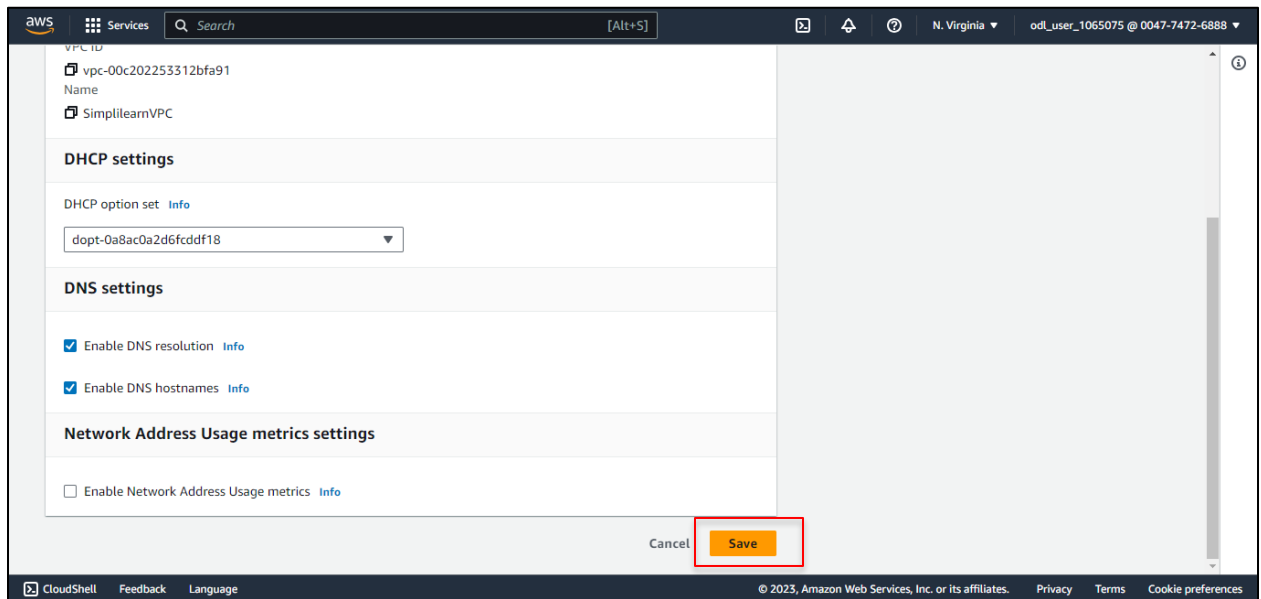 aws Services Search [Alt+S] N. Virginia ▼ odl_user_1065075 @ 0047-7472-6888 ▼
VPC ID
vpc-00c202253312bfa91
Name
SimplilearnVPC
DHCP settings
DHCP option set Info
dopt-0a8ac0a2d6fcddf18
DNS settings
Enable DNS resolution Info
Enable DNS hostnames Info
Network Address Usage metrics settings
Enable Network Address Usage metrics Info
Cancel Save
CloudShell Feedback Language © 2023, Amazon Web Services, Inc. or its affiliates. Privacy Terms Cookie preferences